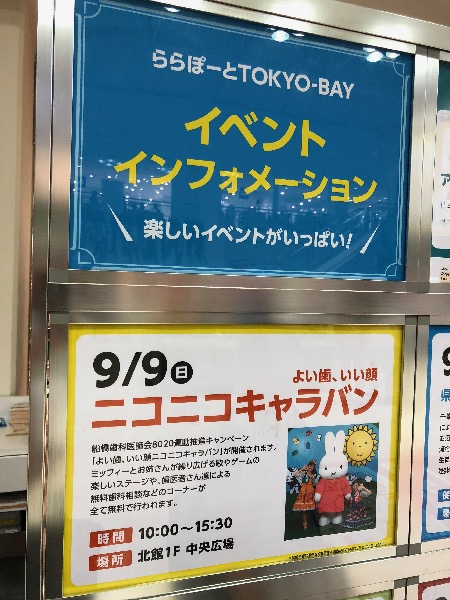 ららぽーとTOKYO-BAY
イベント
インフォメーション
楽しいイベントがいっぱい!
9/9日
よい歯、いい顔
ニコニコキャラバン
船橋歯科医師会8020運動推進キャンペーン
「よい歯、いい顔ニコニコキャラバン」が開催されます。
ミッフィーとお姉さんが繰り広げる歌やゲームの
楽しいステージや、歯医者さん達による
無料歯科相談などのコーナーが
全て無料で行われます。
時間 10:00〜15:30
場所 北館1F 中央広場